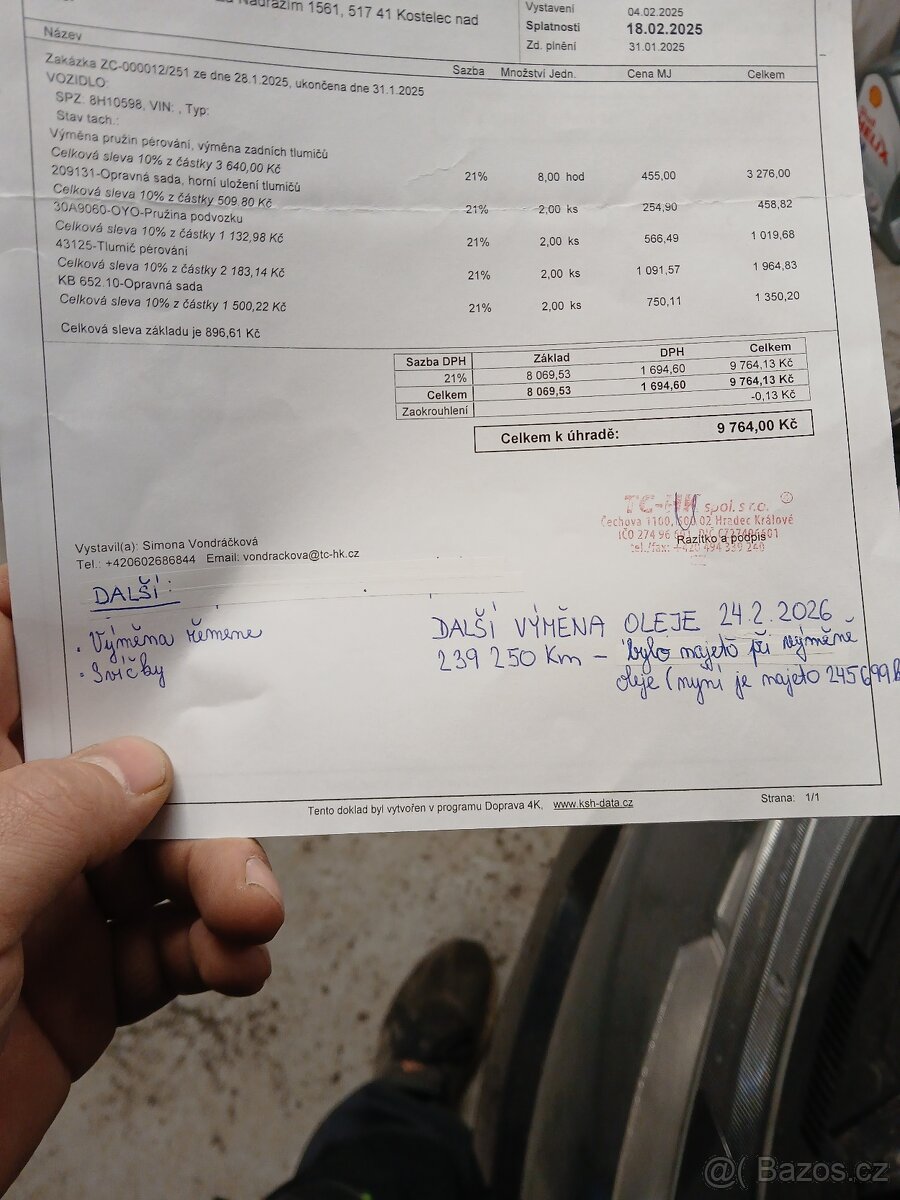 Nádražím 1561, 517 41 Kostelec nad
Vystavení 04.02.2025
Splatnosti 18.02.2025
Zd. plnění 31.01.2025
Název Sazba Množství Jedn. Cena MJ Celkem
Zakázka ZC-000012/251 ze dne 28.1.2025, ukončena dne 31.1.2025
VOZIDLO:
SPZ: 8H10598, VIN: , Typ:
Stav tach.:
Výměna pružin pérování, výměna zadních tlumičů 21% 8,00 hod 455,00 3 276,00
Celková sleva 10% z částky 3 640,00 Kč
209131-Opravná sada, horní uložení tlumičů 21% 2,00 ks 254,90 458,82
Celková sleva 10% z částky 509,80 Kč
30A9060-OYO-Pružina podvozku 21% 2,00 ks 566,49 1 019,68
Celková sleva 10% z částky 1 132,98 Kč
43125-Tlumič pérování 21% 2,00 ks 1 091,57 1 964,83
Celková sleva 10% z částky 2 183,14 Kč
KB 652.10-Opravná sada 21% 2,00 ks 750,11 1 350,20
Celková sleva 10% z částky 1 500,22 Kč
Celková sleva základu je 896,61 Kč
Sazba DPH Základ DPH Celkem
21% 8 069,53 1 694,60 9 764,13 Kč
Celkem 8 069,53 1 694,60 9 764,13 Kč
Zaokrouhlení -0,13 Kč
Celkem k úhradě: 9 764,00 Kč
TC-HK spol. s r.o.
Čechova 1100, 500 02 Hradec Králové
IČO 274 96
Razítko a podpis
tel./fax: +420 494 339 240
Vystavil(a): Simona Vondráčková
Tel.: +420602686844 Email: vondrackova@tc-hk.cz
DALŠÍ:
• Výměna řemene
• Svíčky
DALŠÍ VÝMĚNA OLEJE 24.2.2026
239 250 Km – bylo najeto při výměně
oleje (nyní je najeto 245699
Tento doklad byl vytvořen v programu Doprava 4K, www.ksh-data.cz
Strana: 1/1
HELIX
@( Bazos.cz